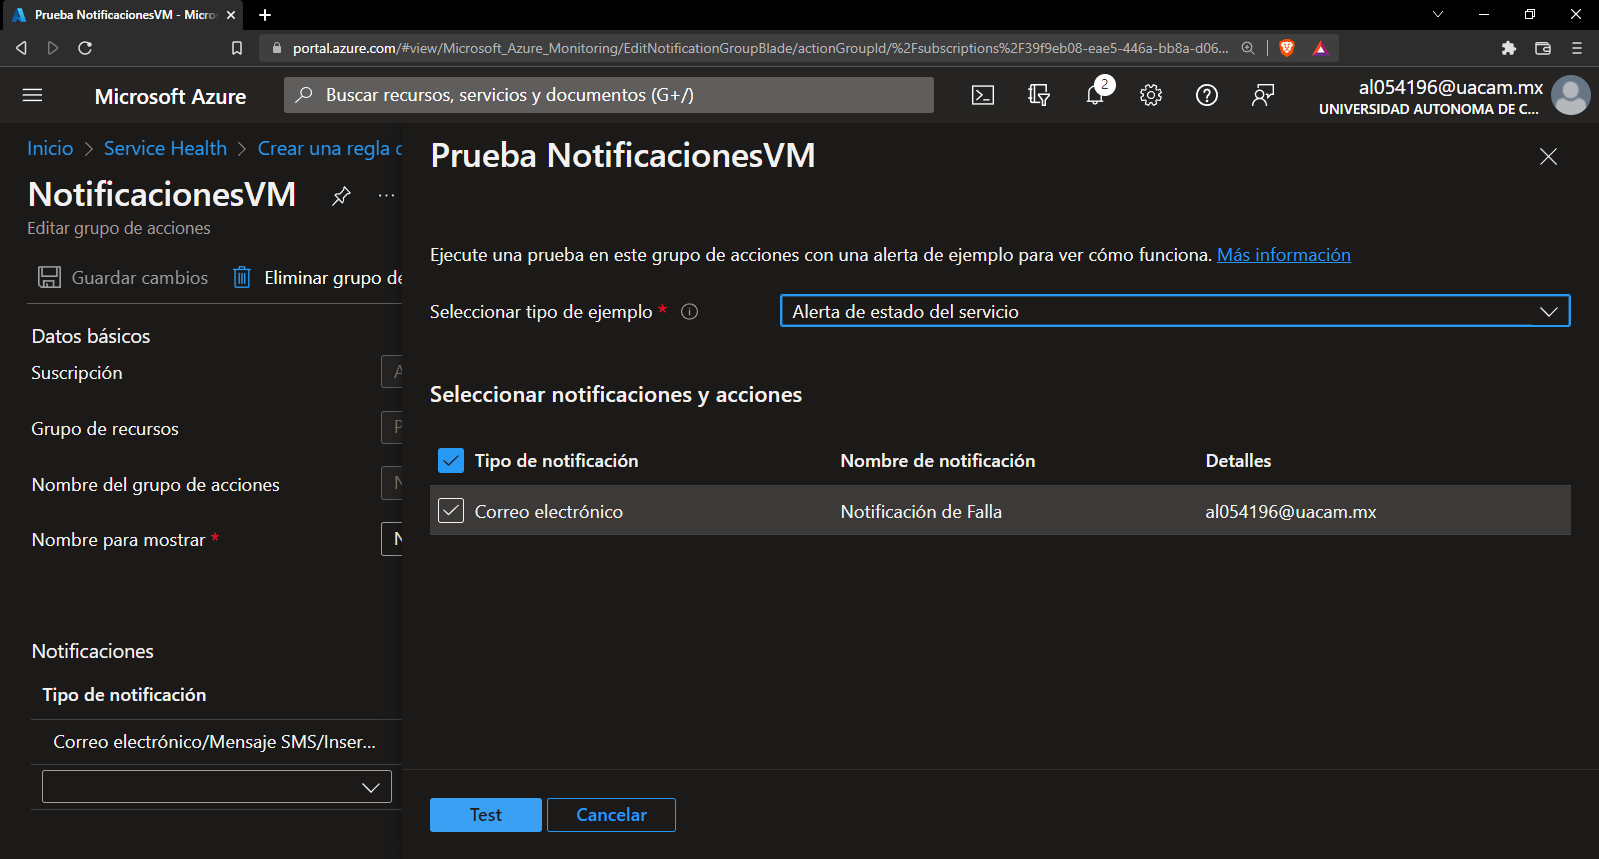 Prueba NotificacionesVM - Micro
portal.azure.com/#view/Microsoft_Azure_Monitoring/EditNotificationGroupBlade/actionGroupId/%2Fsubscriptions%2F39f9eb08-eae5-446a-bb8a-d06...
Microsoft Azure
Buscar recursos, servicios y documentos (G+/)
2
al054196@uacam.mx
UNIVERSIDAD AUTONOMA DE C...
Inicio > Service Health > Crear una regla
NotificacionesVM
...
Editar grupo de acciones
Guardar cambios
Eliminar grupo de
Datos básicos
Suscripción
A
Grupo de recursos
P
Nombre del grupo de acciones
N
Nombre para mostrar *
N
Notificaciones
Tipo de notificación
Correo electrónico/Mensaje SMS/Inser...
Prueba NotificacionesVM
Ejecute una prueba en este grupo de acciones con una alerta de ejemplo para ver cómo funciona. Más información
Seleccionar tipo de ejemplo *
Alerta de estado del servicio
Seleccionar notificaciones y acciones
Tipo de notificación
Nombre de notificación
Detalles
Correo electrónico
Notificación de Falla
al054196@uacam.mx
Test
Cancelar